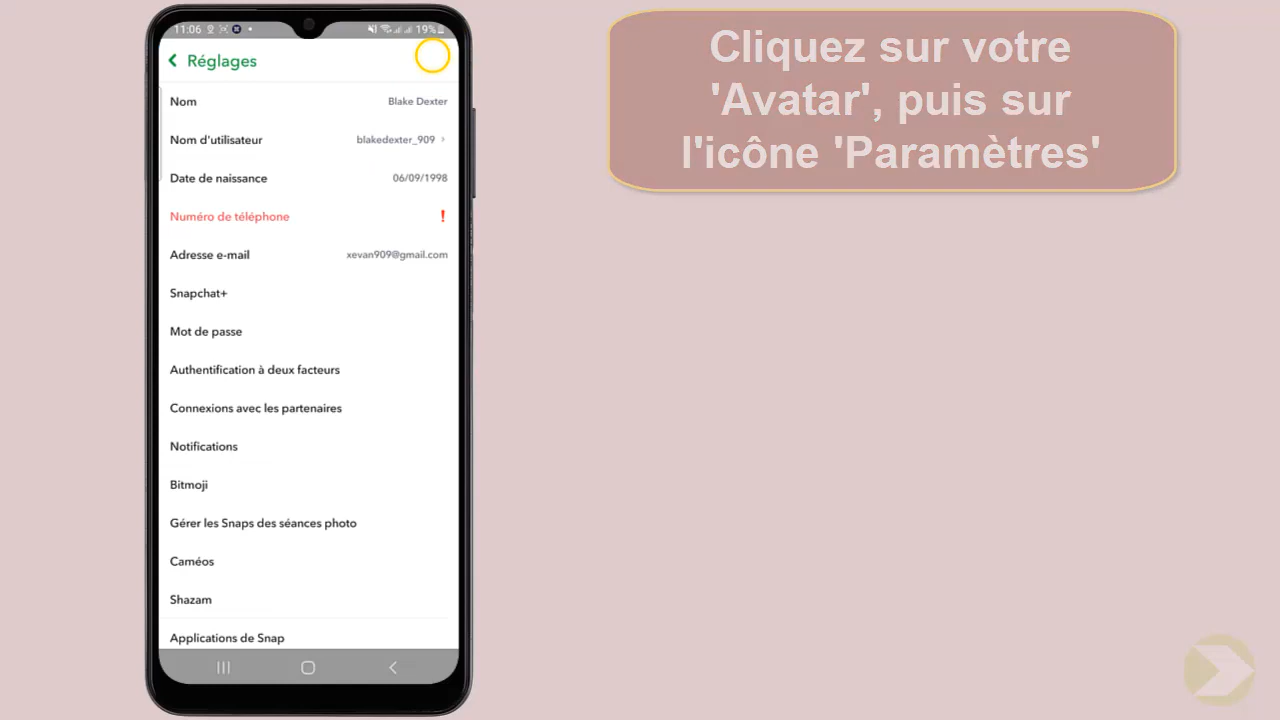 11:06
19%
Réglages
Nom
Blake Dexter
Nom d'utilisateur
blakedexter_909
Date de naissance
06/09/1998
Numéro de téléphone
!
Adresse e-mail
xevan909@gmail.com
Snapchat+
Mot de passe
Authentification à deux facteurs
Connexions avec les partenaires
Notifications
Bitmoji
Gérer les Snaps des séances photo
Caméos
Shazam
Applications de Snap
Cliquez sur votre
'Avatar', puis sur
l'icône 'Paramètres'